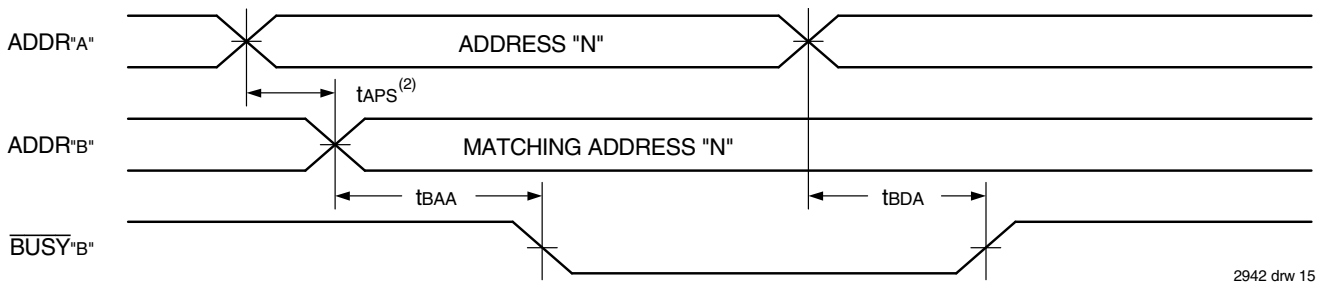 ADDR"A"
ADDRESS "N"
tAPS(2)
ADDR"B"
MATCHING ADDRESS "N"
tBAA
tBDA
BUSY"B"
2942 drw 15